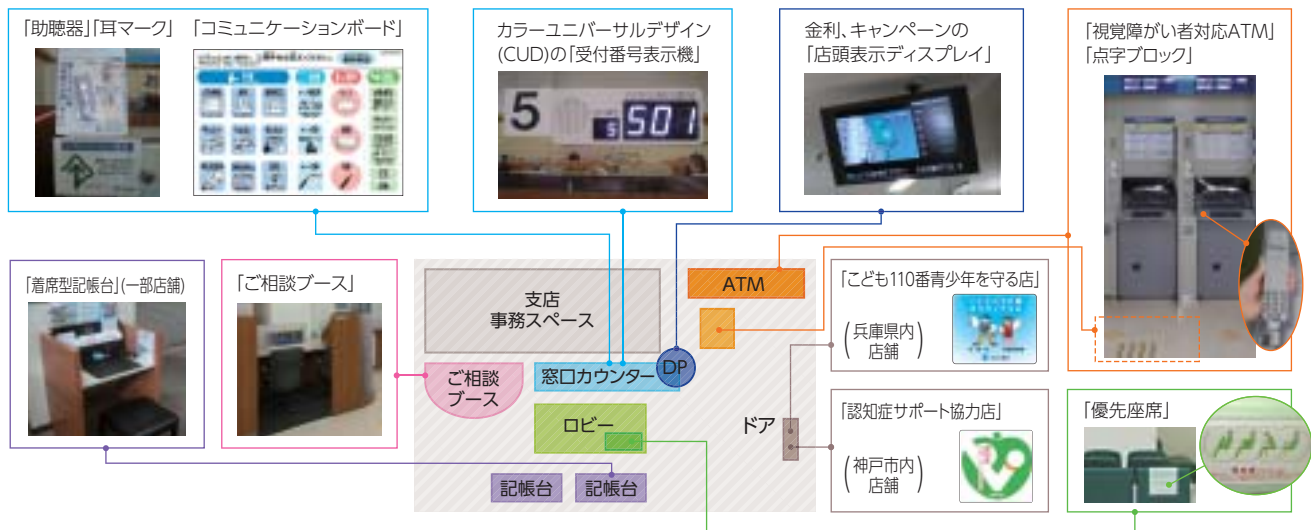 「助聴器」「耳マーク」
「コミュニケーションボード」
カラーユニバーサルデザイン
(CUD)の「受付番号表示機」
5
501
金利、キャンペーンの
「店頭表示ディスプレイ」
「視覚障がい者対応ATM」
「点字ブロック」
「着席型記帳台」(一部店舗)
「ご相談ブース」
支店
事務スペース
ATM
窓口カウンター
DP
ご相談
ブース
ロビー
ドア
記帳台
記帳台
「こども110番青少年を守る店」
(兵庫県内
店舗)
「認知症サポート協力店」
(神戸市内
店舗)
「優先座席」